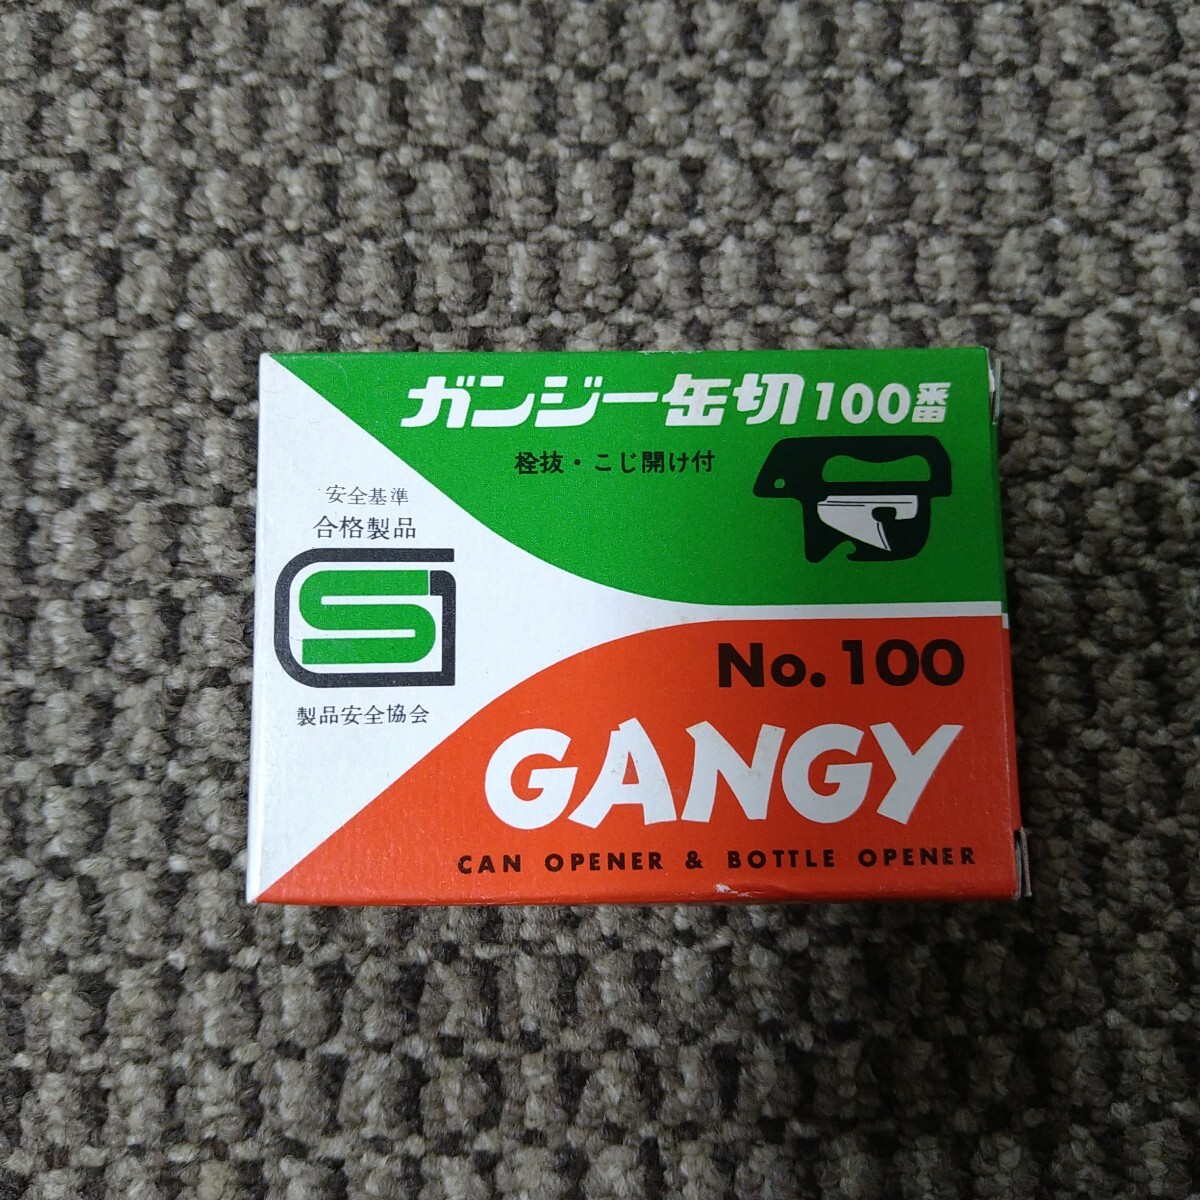 ガンジー缶切100番
栓抜・こじ開け付
安全基準
合格製品
S
製品安全協会
No. 100
GANGY
CAN OPENER & BOTTLE OPENER